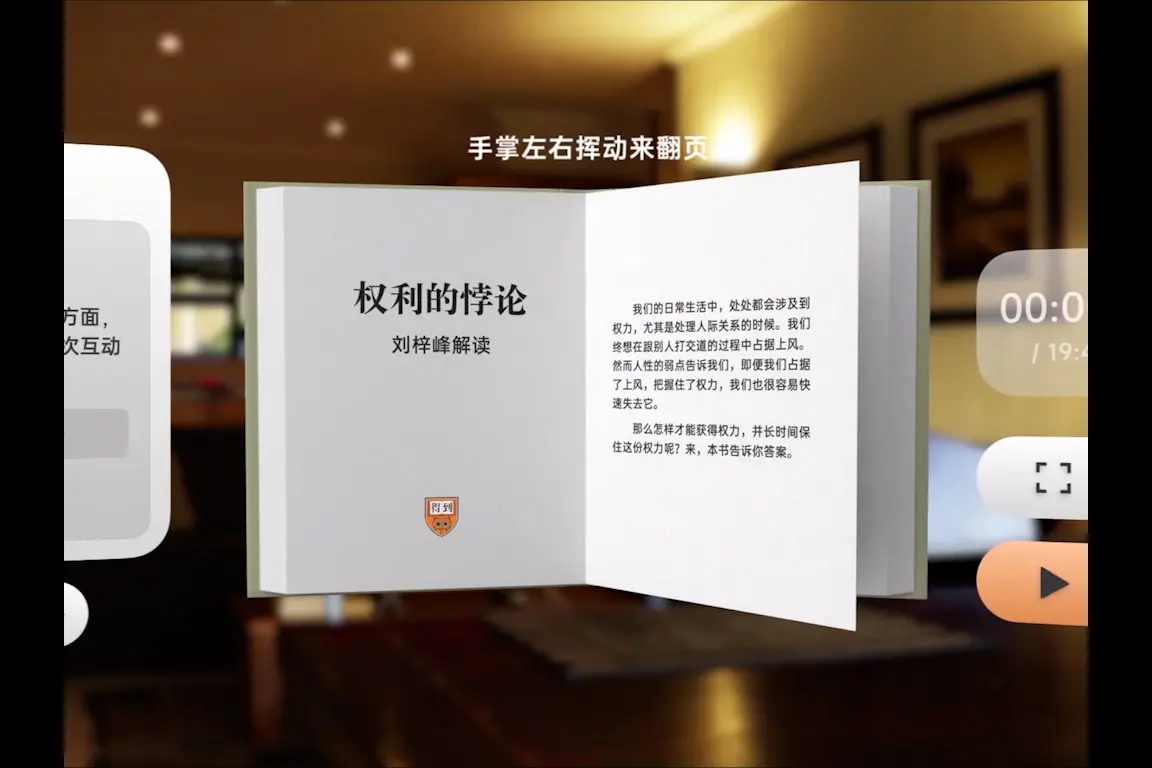 手掌左右挥动来翻页
方面，
次互动
权利的悖论
刘梓峰解读
得到
我们的日常生活中，处处都会涉及到
权力，尤其是处理人际关系的时候。我们
终想在跟别人打交道的过程中占据上风。
然而人性的弱点告诉我们，即便我们占据
了上风，把握住了权力，我们也很容易快
速失去它。
那么怎样才能获得权力，并长时间保
住这份权力呢？来，本书告诉你答案。
00:0
/ 19:4